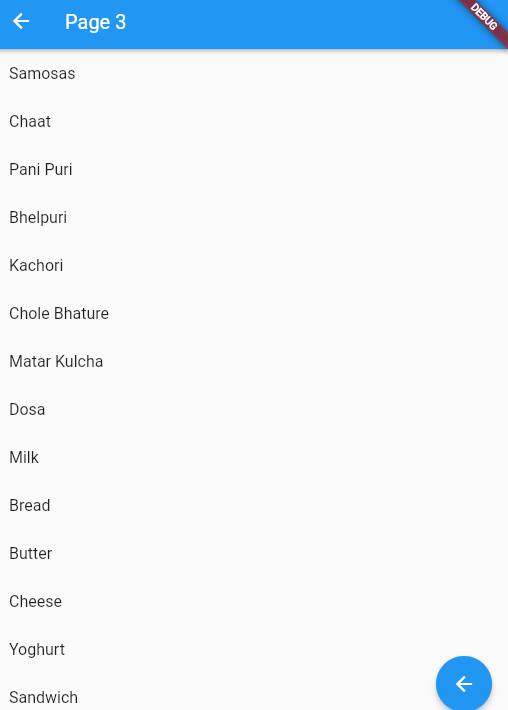 Page 3
DEBUG
Samosas
Chaat
Pani Puri
Bhelpuri
Kachori
Chole Bhature
Matar Kulcha
Dosa
Milk
Bread
Butter
Cheese
Yoghurt
Sandwich